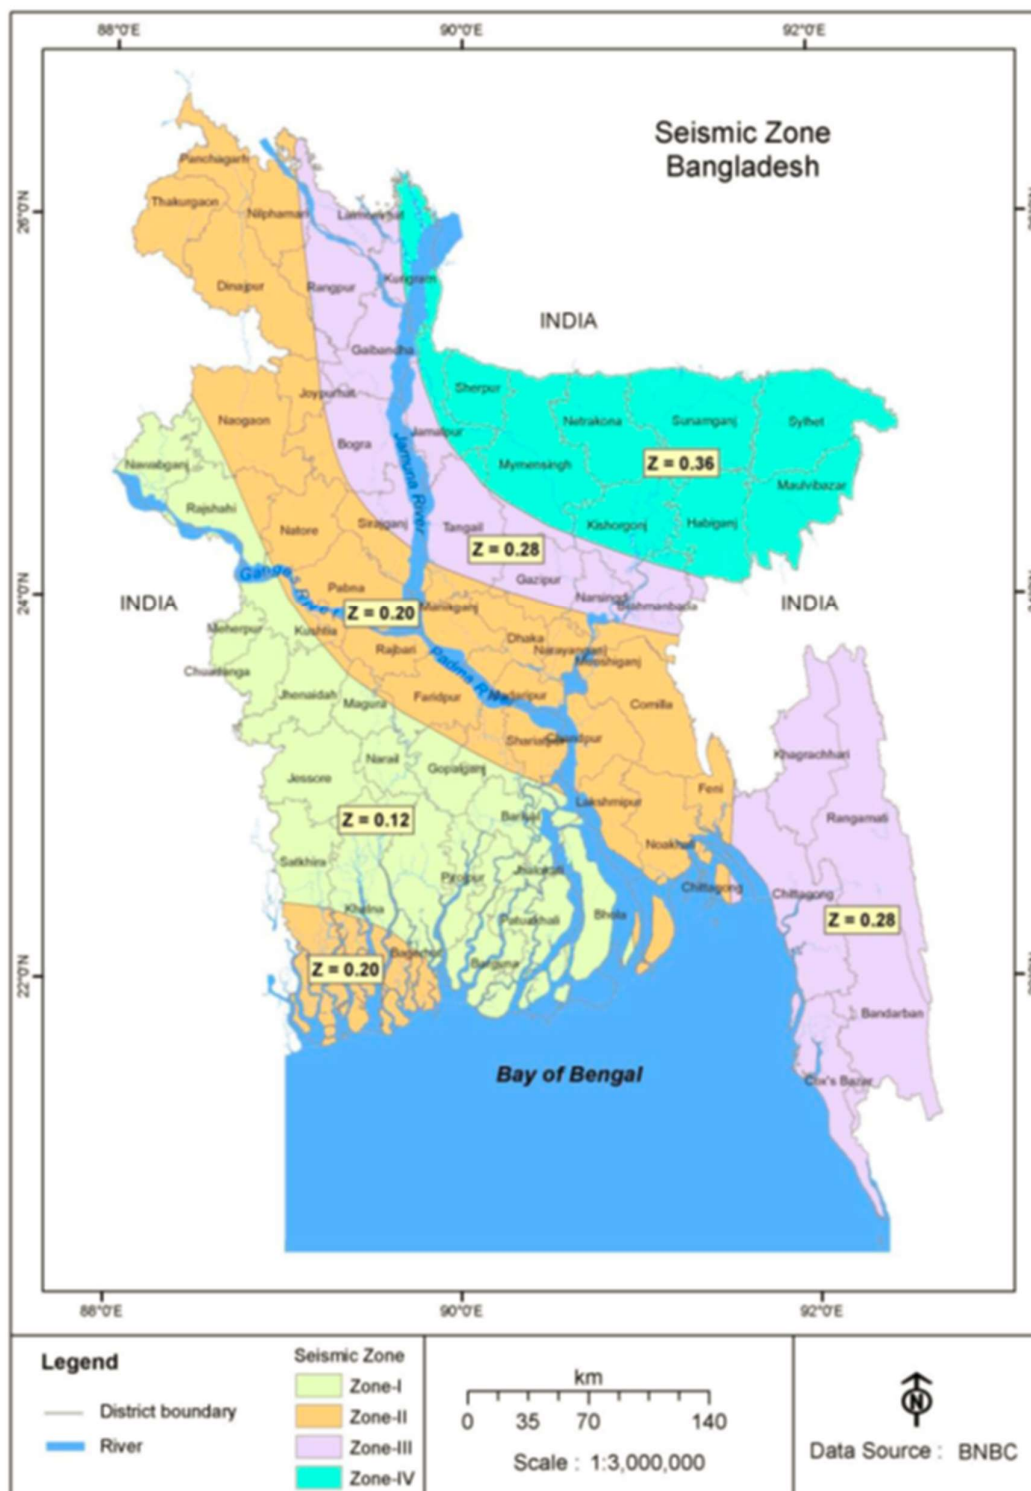 88°0'E 90°0'E 92°0'E
Seismic Zone
Bangladesh
Panchagarh
Thakurgaon
Nilphamari
Lalmonirhat
26°0'N
Dinajpur
Rangpur
Kurigram
INDIA
Gaibandha
Joypurhat
Sherpur
Naogaon
Netrakona
Sunamganj
Sylhet
Jamalpur
Bogra
Nawabganj
Mymensingh
Z = 0.36
Jamuna River
Maulvibazar
Rajshahi
Natore
Sirajganj
Tangail
Kishorgonj
Habiganj
Z = 0.28
Ganges River
Gazipur
24°0'N
INDIA
Pabna
Z = 0.20
Manikganj
Narsingdi
Brahmanbaria
INDIA
Meherpur
Kushtia
Dhaka
Rajbari
Narayanganj
Munshiganj
Chuadanga
Padma River
Jhenaidah
Magura
Faridpur
Madaripur
Comilla
Shariatpur
Chandpur
Khagrachhari
Narail
Gopalganj
Jessore
Feni
Lakshmipur
Z = 0.12
Barisal
Rangamati
Noakhali
Satkhira
Pirojpur
Jhalokati
Chittagong
Chittagong
Khulna
Patuakhali
Bhola
Z = 0.28
Bagerhat
Barguna
Z = 0.20
22°0'N
Bandarban
Bay of Bengal
Cox's Bazar
88°0'E 90°0'E 92°0'E
Legend
District boundary
River
Seismic Zone
Zone-I
Zone-II
Zone-III
Zone-IV
km
0 35 70 140
Scale : 1:3,000,000
N
Data Source : BNBC